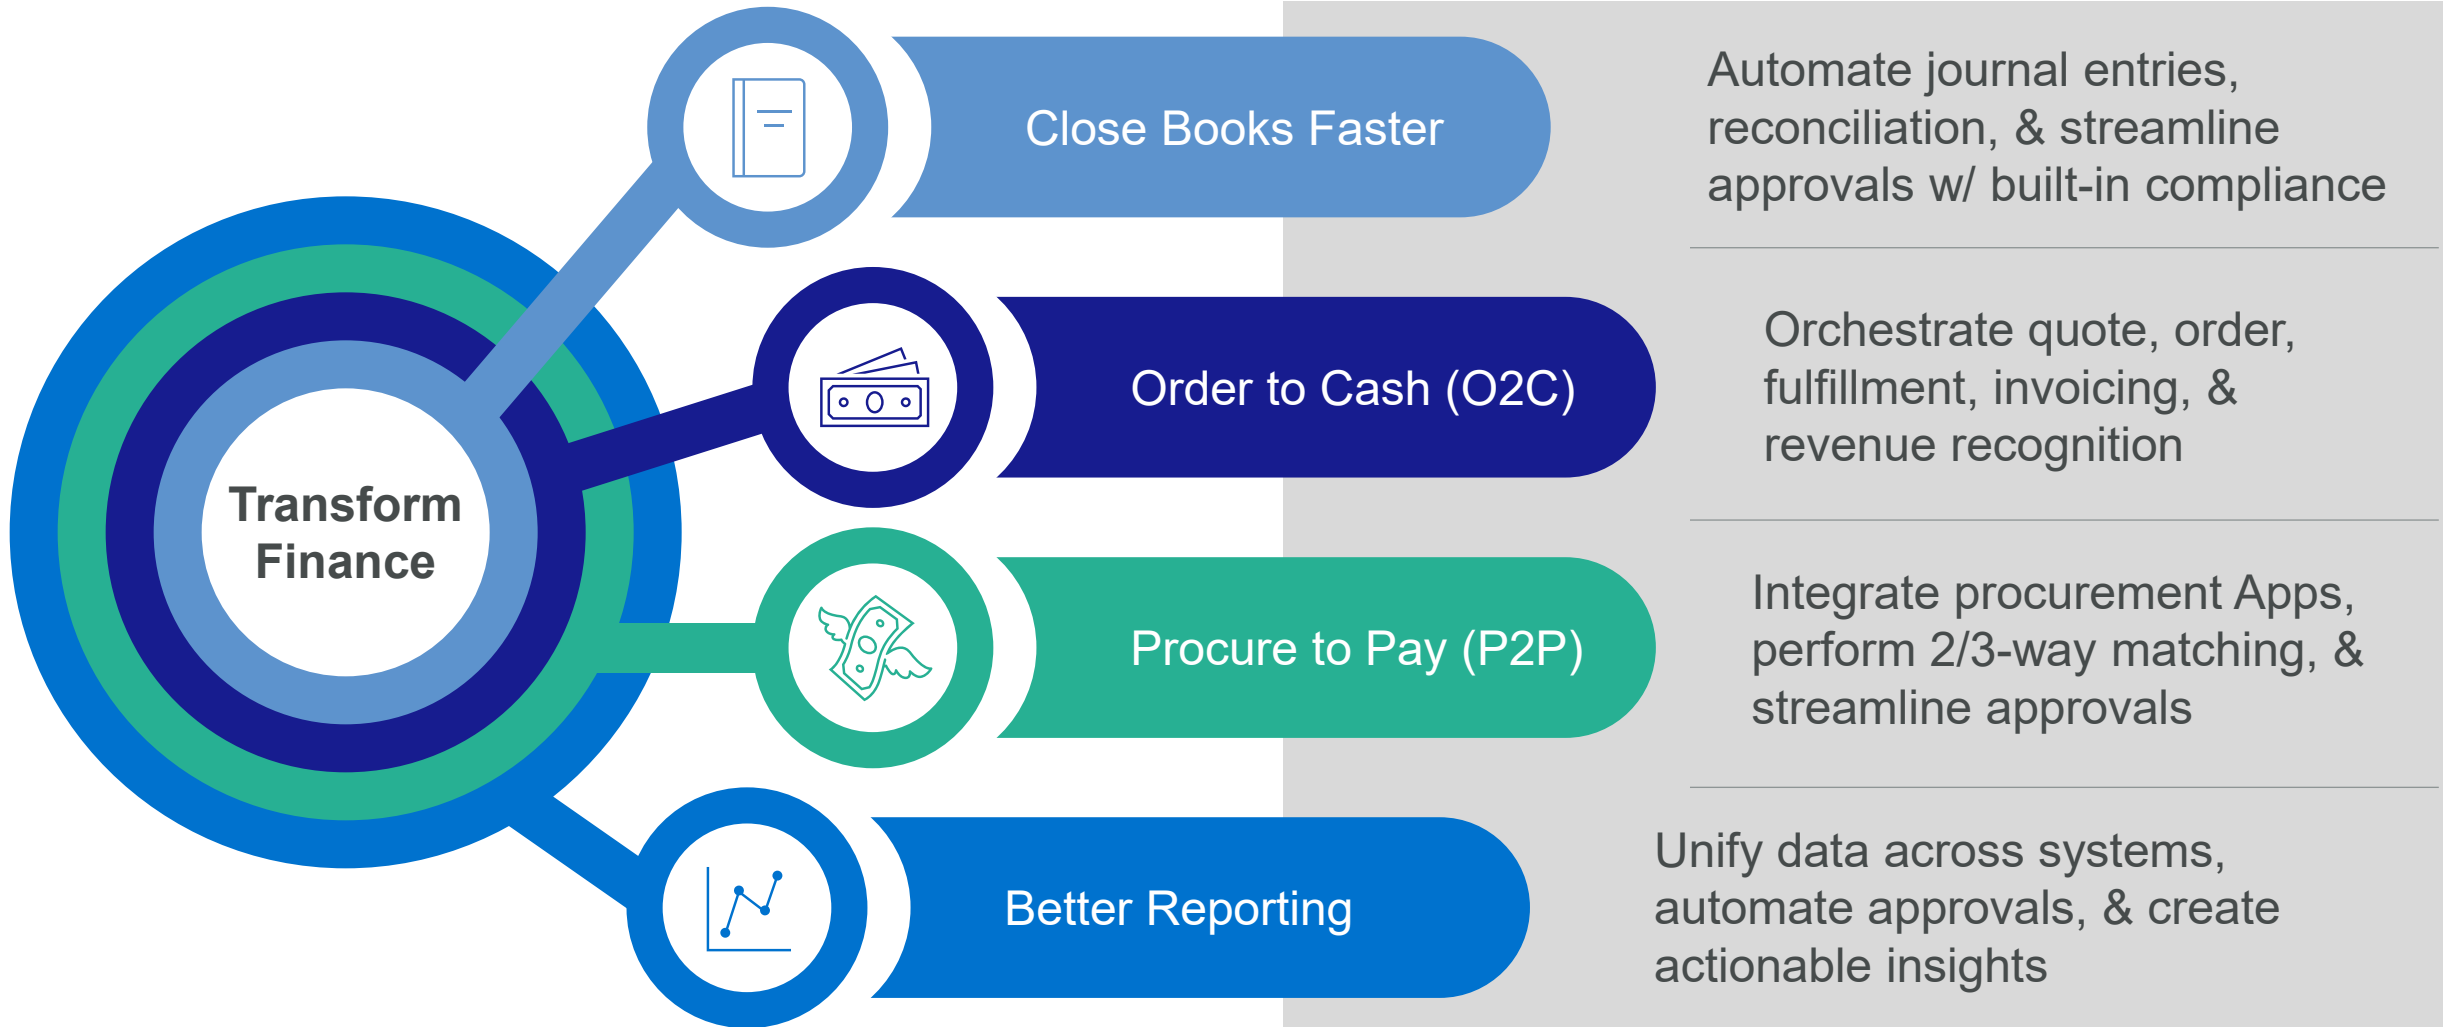 Transform
Finance
Close Books Faster
Automate journal entries,
reconciliation, & streamline
approvals w/ built-in compliance
Order to Cash (O2C)
Orchestrate quote, order,
fulfillment, invoicing, &
revenue recognition
Procure to Pay (P2P)
Integrate procurement Apps,
perform 2/3-way matching, &
streamline approvals
Better Reporting
Unify data across systems,
automate approvals, & create
actionable insights